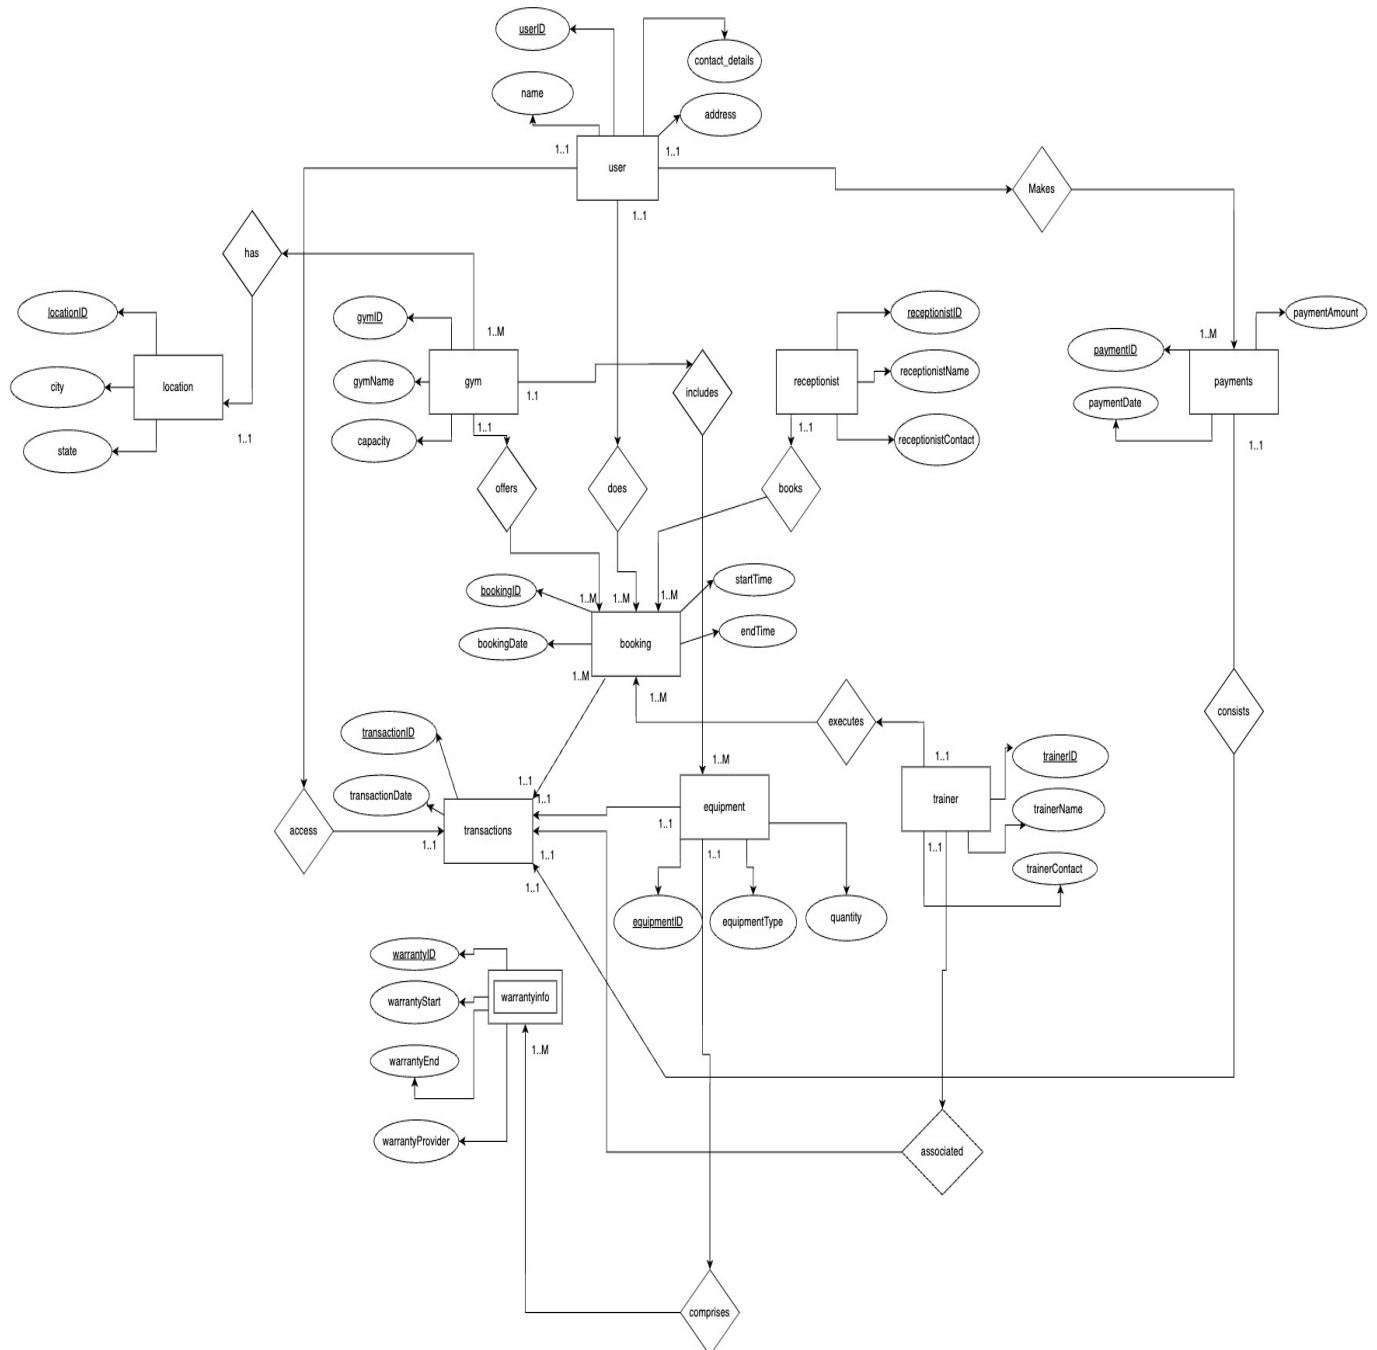 userID
contact_details
name
address
1..1
1..1
user
Makes
1..1
has
locationID
gymID
receptionistID
paymentAmount
1..M
1..M
paymentID
gymName
receptionistName
city
location
gym
includes
receptionist
payments
1.1
paymentDate
1..1
1..1
1..1
capacity
receptionistContact
1..1
state
offers
does
books
startTime
bookingID
1..M
1..M
1..M
endTime
bookingDate
booking
1..M
1..M
consists
executes
transactionID
1..1
trainerID
1..M
1..1
transactionDate
1..1
equipment
trainer
trainerName
access
transactions
1..1
1..1
1..1
1..1
1..1
trainerContact
1..1
equipmentID
equipmentType
quantity
warrantyID
warrantyStart
warrantyinfo
1..M
warrantyEnd
warrantyProvider
associated
comprises